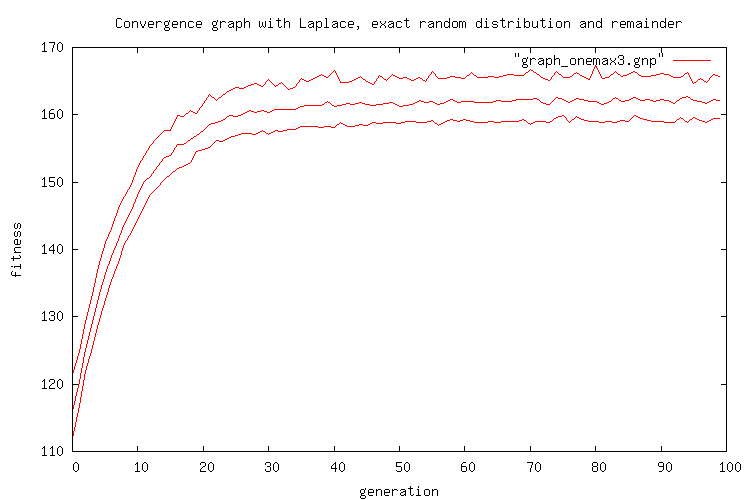 Convergence graph with Laplace, exact random distribution and remainder
170
"graph_onemax3.gnp"
160
150
140
130
120
110
fitness
0 10 20 30 40 50 60 70 80 90 100
generation